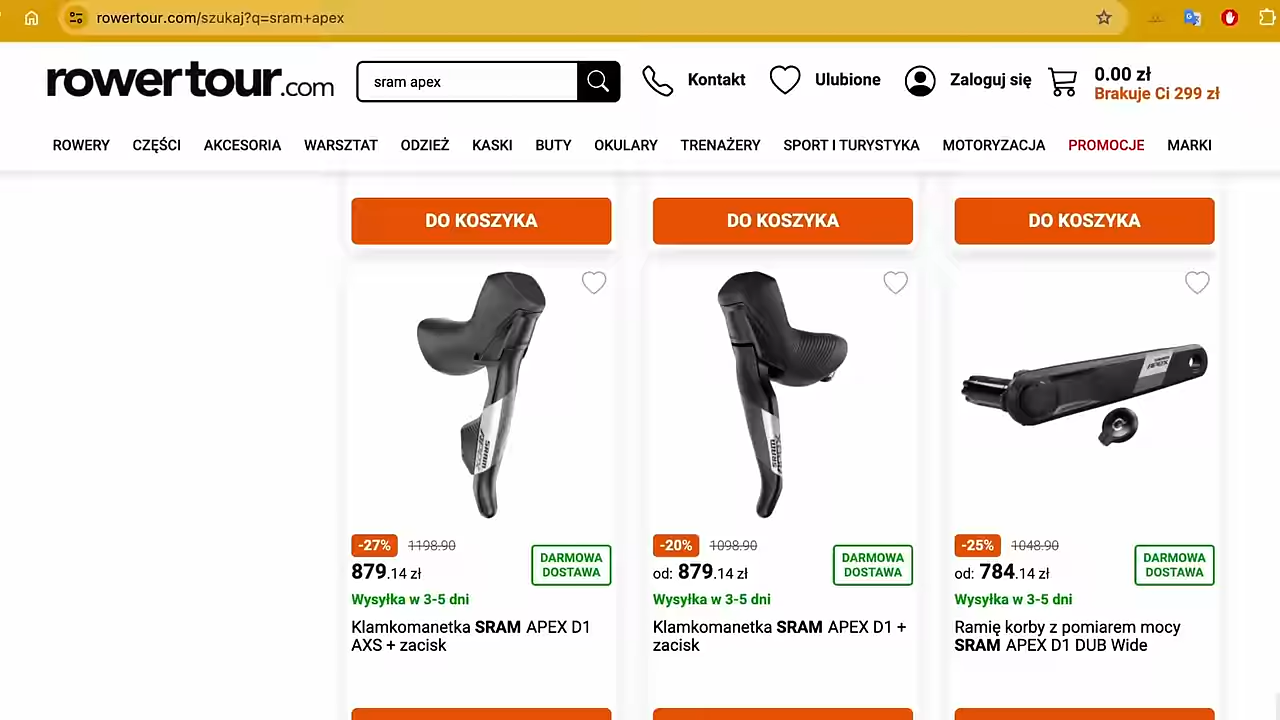 rowertour.com/szukaj?q=sram+apex
rowertour.com
sram apex
Kontakt
Ulubione
Zaloguj się
0.00 zł
Brakuje Ci 299 zł
ROWERY CZĘŚCI AKCESORIA WARSZTAT ODZIEŻ KASKI BUTY OKULARY TRENAŻERY SPORT I TURYSTYKA MOTORYZACJA PROMOCJE MARKI
DO KOSZYKA DO KOSZYKA DO KOSZYKA
SRAM APEX
SRAM APEX
APEX
-27% 1198.90
879.14 zł
DARMOWA
DOSTAWA
Wysyłka w 3-5 dni
Klamkomanetka SRAM APEX D1
AXS + zacisk
-20% 1098.90
od: 879.14 zł
DARMOWA
DOSTAWA
Wysyłka w 3-5 dni
Klamkomanetka SRAM APEX D1 +
zacisk
-25% 1048.90
od: 784.14 zł
DARMOWA
DOSTAWA
Wysyłka w 3-5 dni
Ramię korby z pomiarem mocy
SRAM APEX D1 DUB Wide